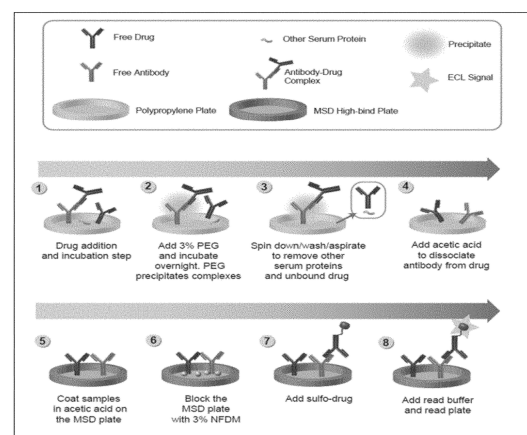 Free Drug
Other Serum Protein
Precipitate
Free Antibody
Antibody-Drug
Complex
ECL Signal
Polypropylene Plate
MSD High-bind Plate
1
Drug addition
and incubation step
2
Add 3% PEG
and incubate
overnight. PEG
precipitates complexes
3
Spin down/wash/aspirate
to remove other
serum proteins
and unbound drug
4
Add acetic acid
to dissociate
antibody from drug
5
Coat samples
in acetic acid on
the MSD plate
6
Block the
MSD plate
with 3% NFDM
7
Add sulfo-drug
8
Add read buffer
and read plate